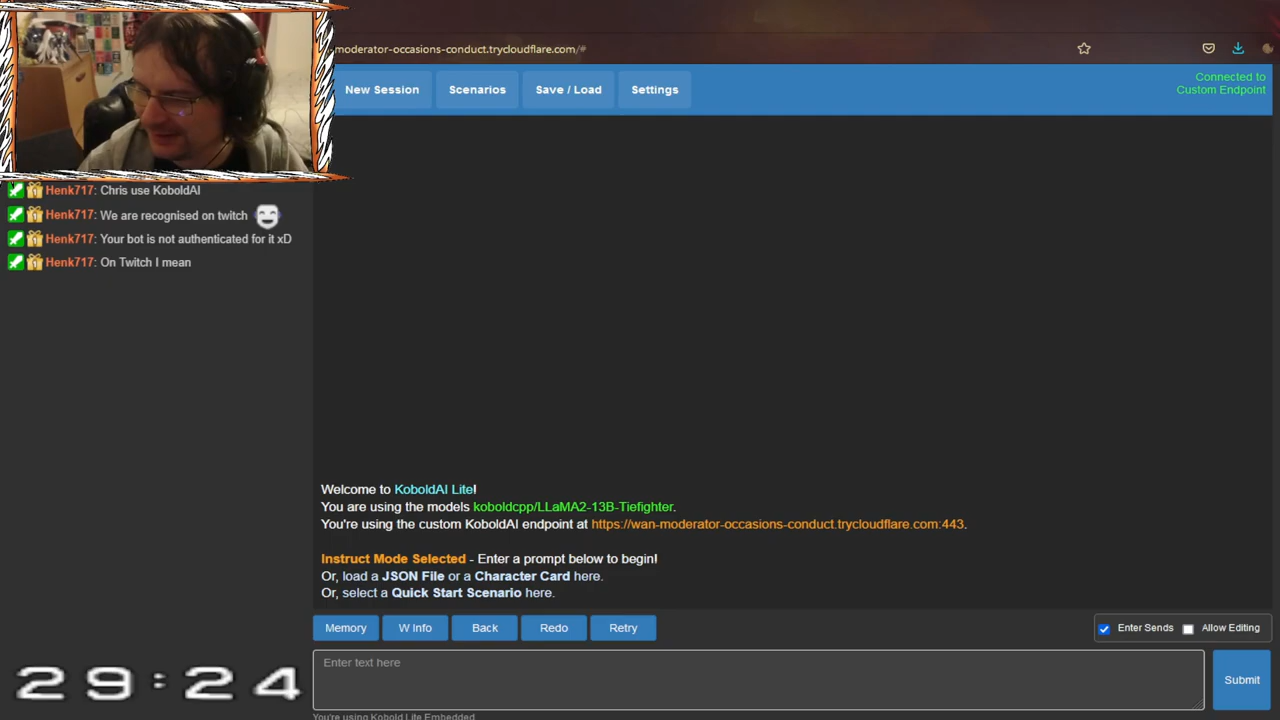 moderator-occasions-conduct.trycloudflare.com/#
New Session
Scenarios
Save / Load
Settings
Connected to
Custom Endpoint
Henk717: Chris use KoboldAI
Henk717: We are recognised on twitch
Henk717: Your bot is not authenticated for it xD
Henk717: On Twitch I mean
Welcome to KoboldAI Lite!
You are using the models koboldcpp/LLaMA2-13B-Tiefighter.
You're using the custom KoboldAI endpoint at https://wan-moderator-occasions-conduct.trycloudflare.com:443.
Instruct Mode Selected - Enter a prompt below to begin!
Or, load a JSON File or a Character Card here.
Or, select a Quick Start Scenario here.
Memory
W Info
Back
Redo
Retry
Enter Sends
Allow Editing
Enter text here
Submit
You're using Kobold Lite Embedded
29:24